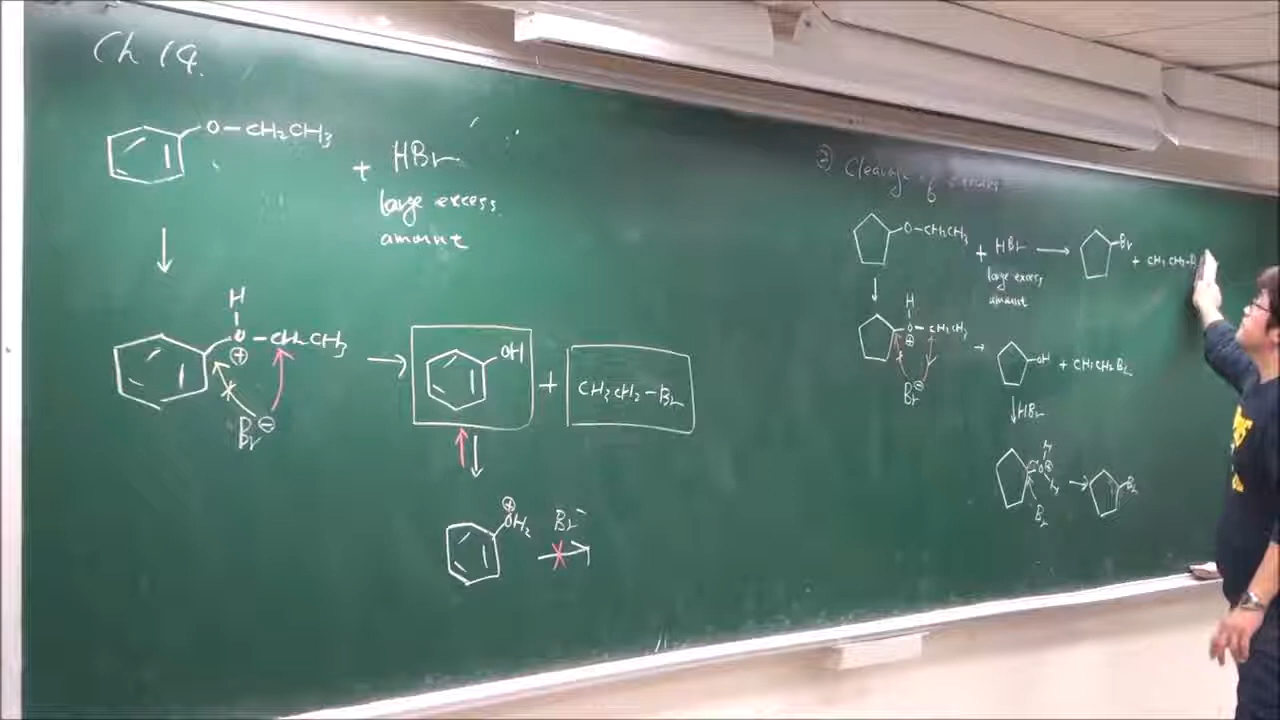 Ch 14.
O-CH2CH3
+ HBr
large excess
amount
H
O-CH2CH3
⊕
Br⊖
OH
+
CH3CH2-Br
⊕
OH2
Br-
2) Cleavage of
O-CH2CH3
+ HBr
large excess
amount
Br
+ CH3CH2-B
H
O-CH2CH3
⊕
Br⊖
OH + CH3CH2Br
HBr
H
O⊕
H
Br
Br